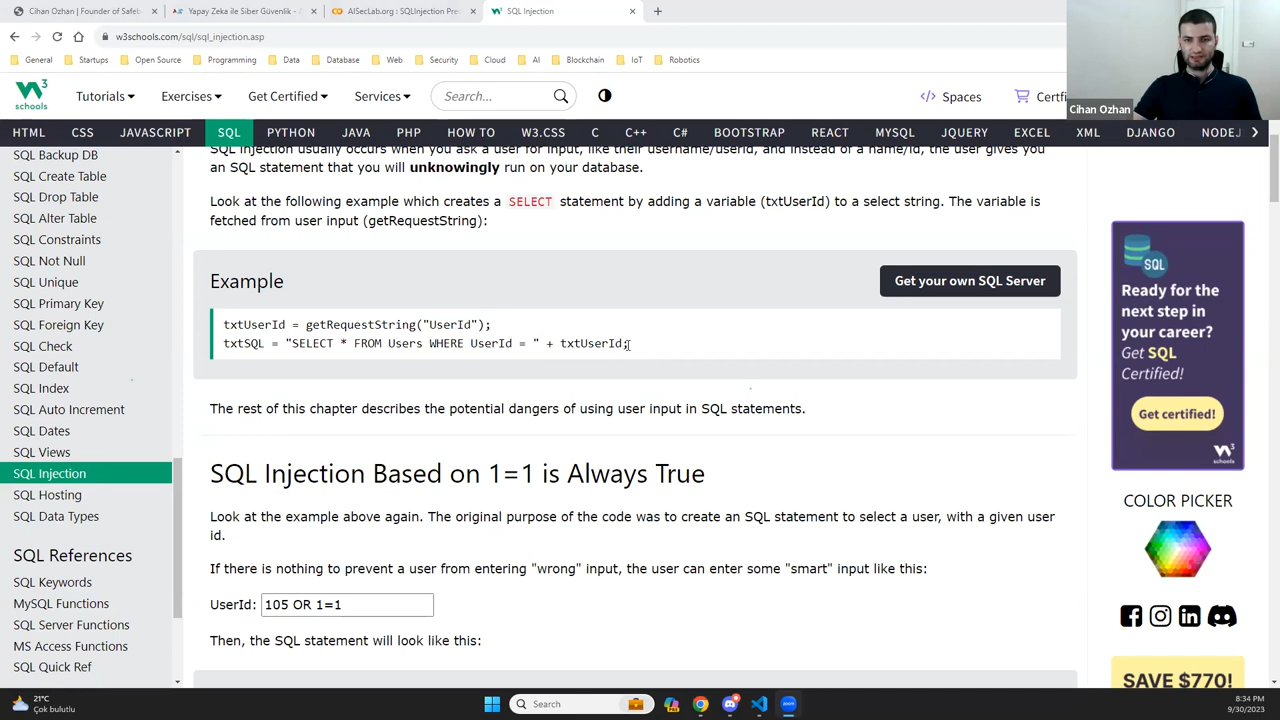 Cihan Ozhan | Founder of Safeb
Yapay Zeka ile Siber Güvenlik -
AISecLab.org : SQLInjection Prec
SQL Injection
w3schools.com/sql/sql_injection.asp
General Startups Open Source Programming Data Database Web Security Cloud AI Blockchain IoT Robotics
Cihan Ozhan
schools
Tutorials Exercises Get Certified Services Search... Spaces Certifi
HTML CSS JAVASCRIPT SQL PYTHON JAVA PHP HOW TO W3.CSS C C++ C# BOOTSTRAP REACT MYSQL JQUERY EXCEL XML DJANGO NODEJ
SQL Backup DB
SQL Create Table
SQL Drop Table
SQL Alter Table
SQL Constraints
SQL Not Null
SQL Unique
SQL Primary Key
SQL Foreign Key
SQL Check
SQL Default
SQL Index
SQL Auto Increment
SQL Dates
SQL Views
SQL Injection
SQL Hosting
SQL Data Types
SQL References
SQL Keywords
MySQL Functions
SQL Server Functions
MS Access Functions
SQL Quick Ref
SQL Injection usually occurs when you ask a user for input, like their username/userid, and instead of a name/id, the user gives you
an SQL statement that you will unknowingly run on your database.
Look at the following example which creates a SELECT statement by adding a variable (txtUserId) to a select string. The variable is
fetched from user input (getRequestString):
Example
Get your own SQL Server
txtUserId = getRequestString("UserId");
txtSQL = "SELECT * FROM Users WHERE UserId = " + txtUserId;
The rest of this chapter describes the potential dangers of using user input in SQL statements.
SQL Injection Based on 1=1 is Always True
Look at the example above again. The original purpose of the code was to create an SQL statement to select a user, with a given user
id.
If there is nothing to prevent a user from entering "wrong" input, the user can enter some "smart" input like this:
UserId: 105 OR 1=1
Then, the SQL statement will look like this:
SQL
Ready for the
next step in
your career?
Get SQL
Certified!
Get certified!
schools
COLOR PICKER
SAVE $770!
21°C
Çok bulutlu
Search
8:34 PM
9/30/2023